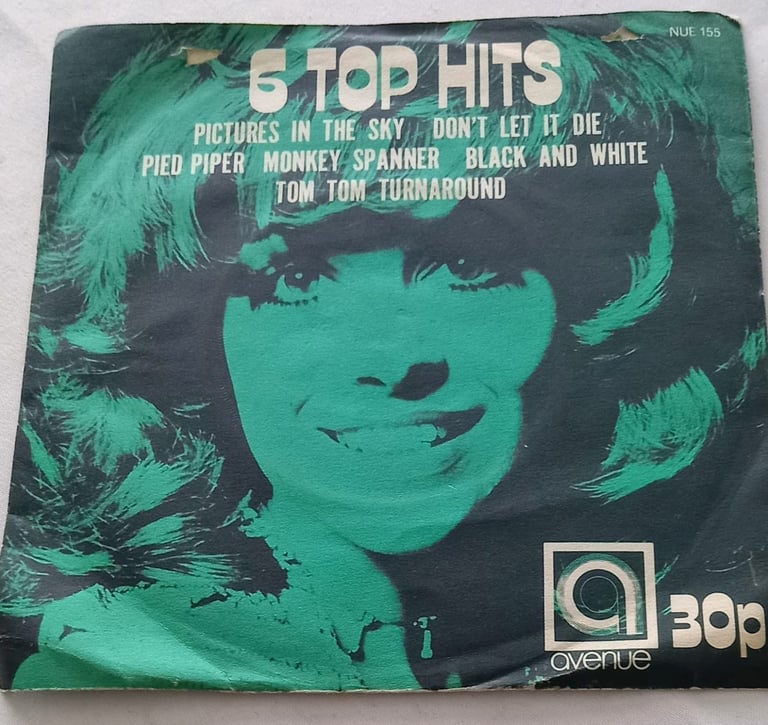 NUE 155
6 TOP HITS
PICTURES IN THE SKY DON'T LET IT DIE
PIED PIPER MONKEY SPANNER BLACK AND WHITE
TOM TOM TURNAROUND
a
avenue
30p